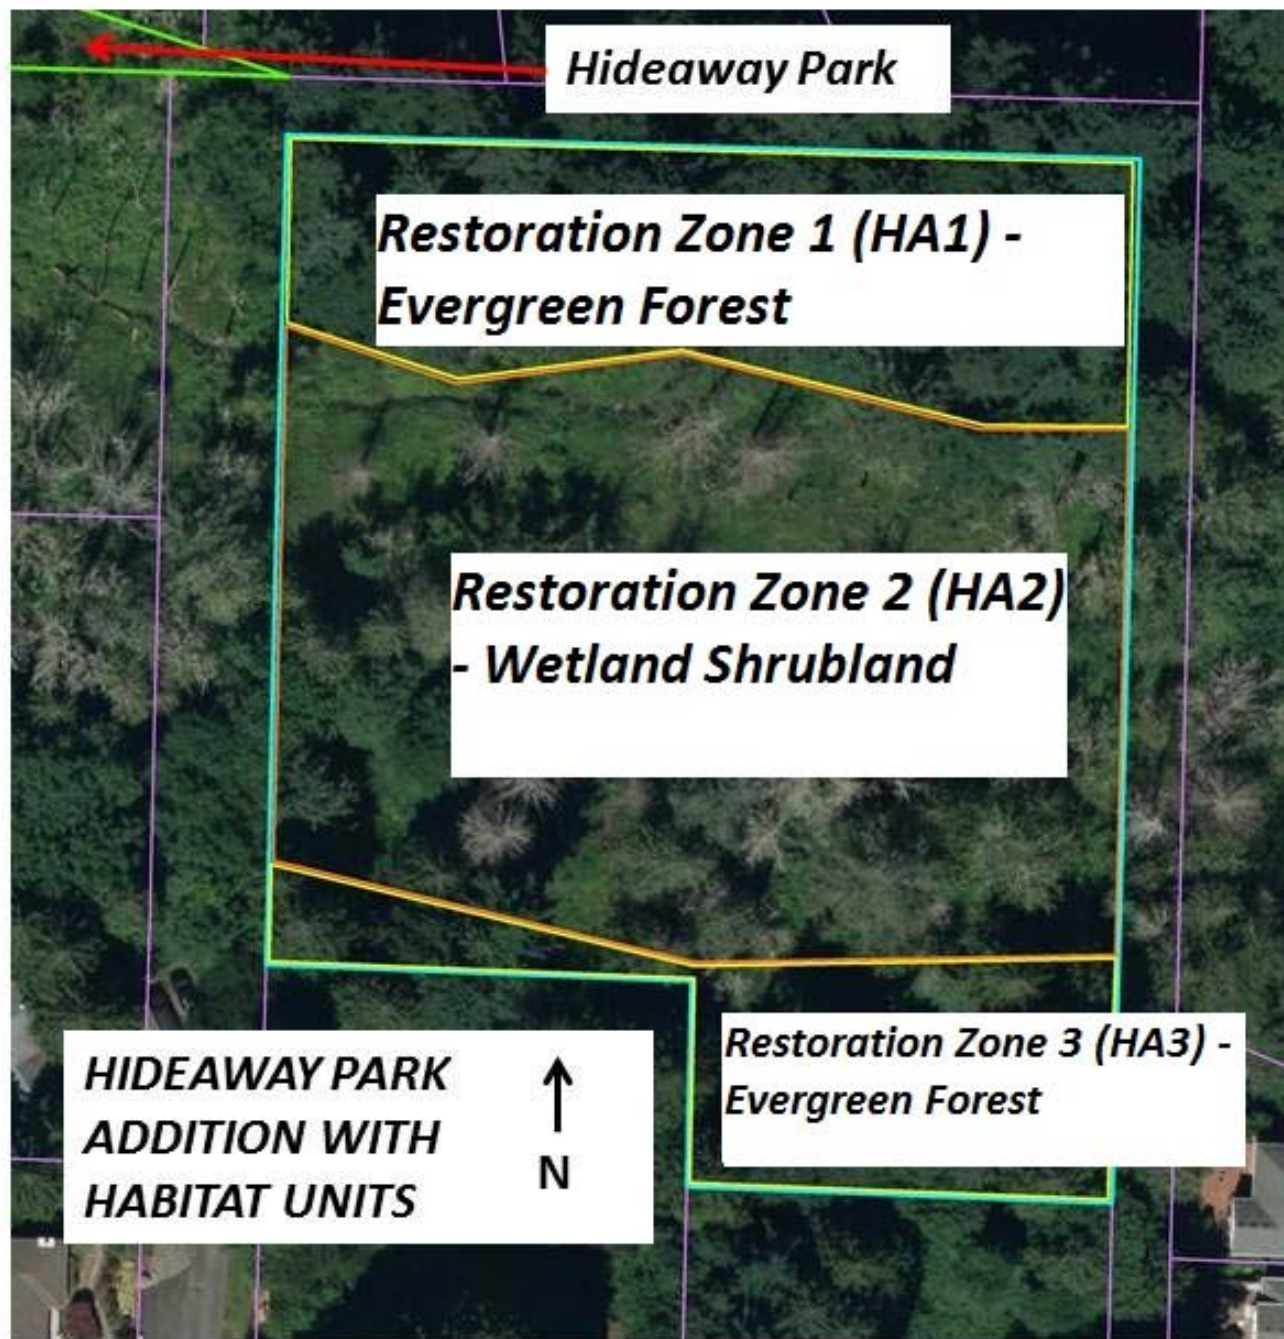 Hideaway Park
Restoration Zone 1 (HA1) -
Evergreen Forest
Restoration Zone 2 (HA2)
- Wetland Shrubland
Restoration Zone 3 (HA3) -
Evergreen Forest
HIDEAWAY PARK
ADDITION WITH
HABITAT UNITS
N